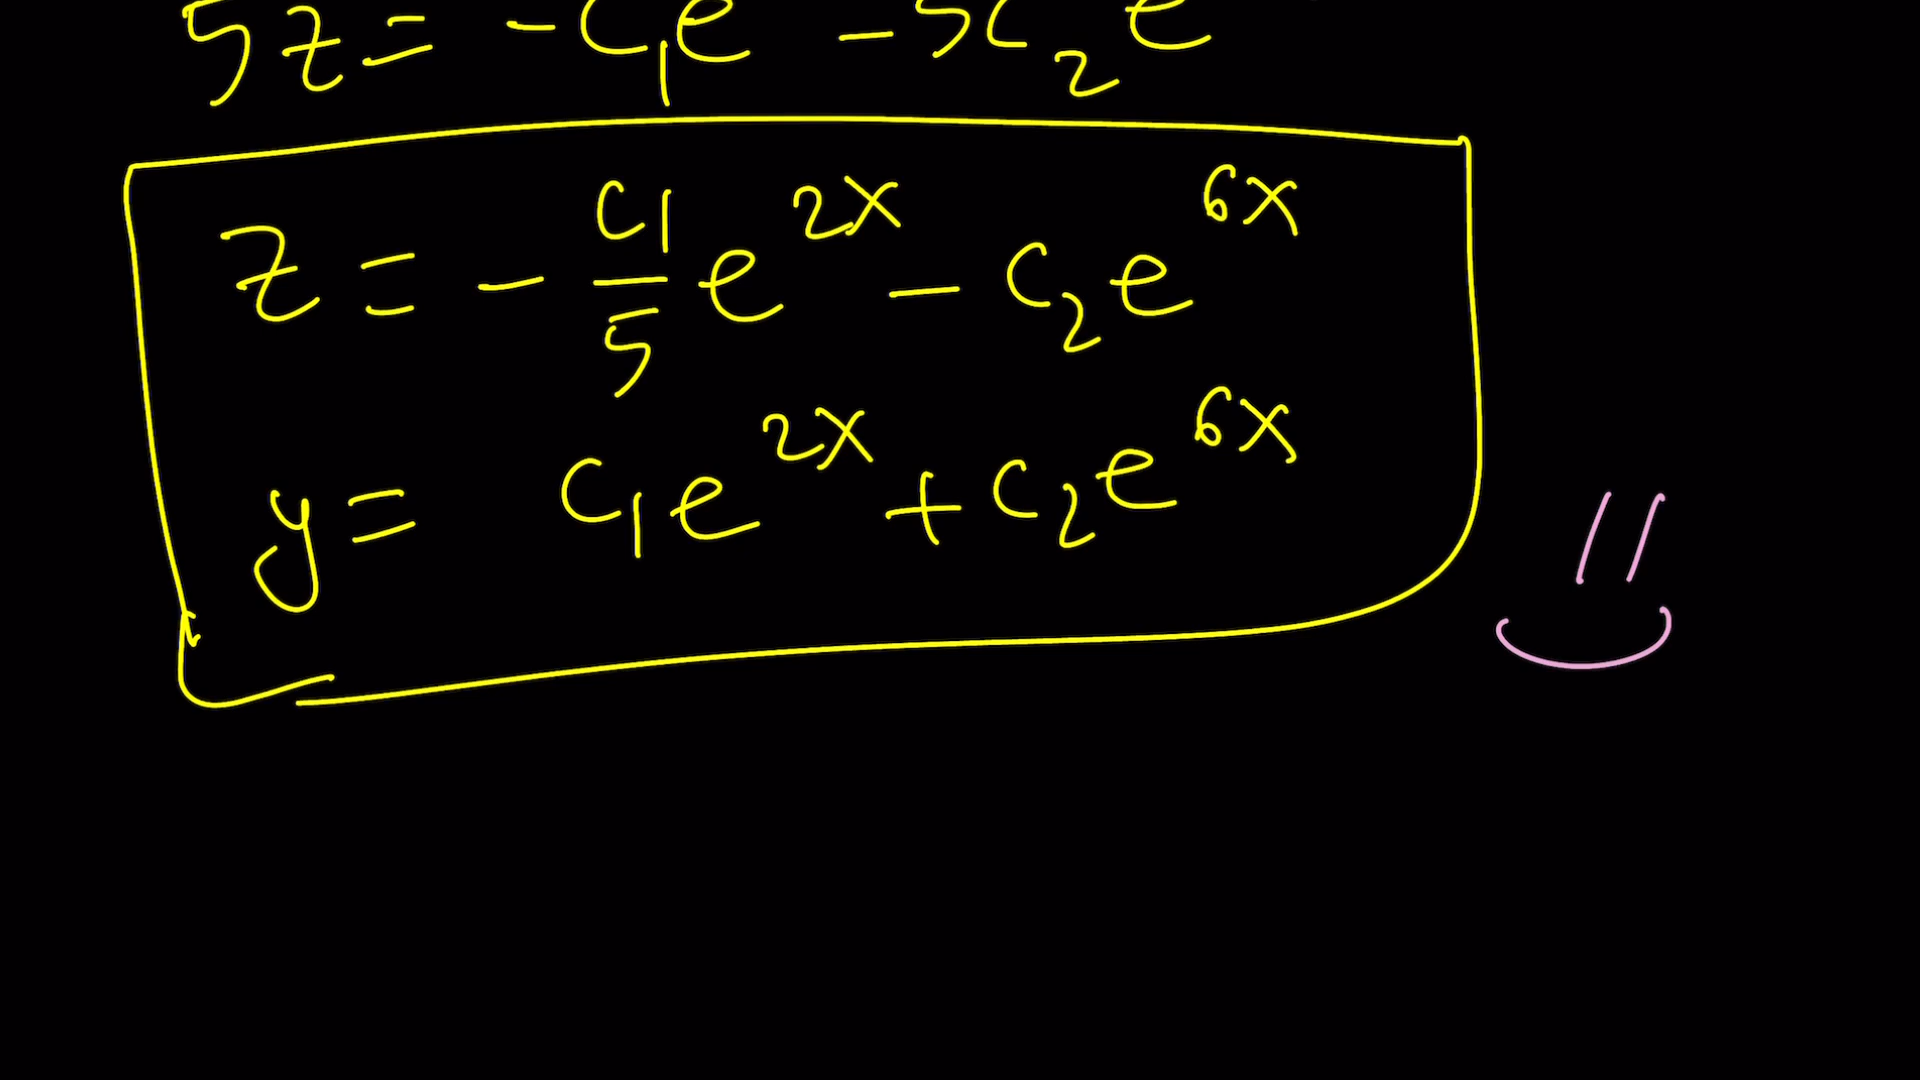 5z = -c₁e - 5c₂e
z = - c₁/5 e^2x - c₂e^6x
y = c₁e^2x + c₂e^6x